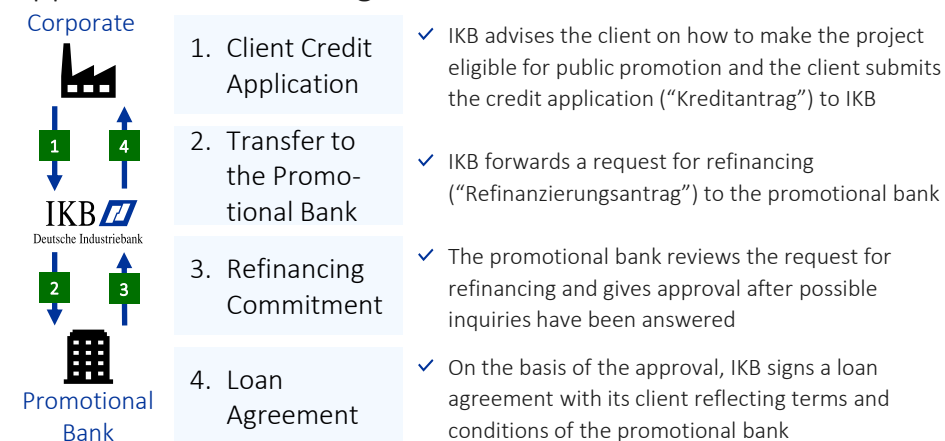 Corporate
1
4
IKB
Deutsche Industriebank
2
3
Promotional
Bank
1. Client Credit
Application
✓ IKB advises the client on how to make the project
eligible for public promotion and the client submits
the credit application (“Kreditantrag”) to IKB
2. Transfer to
the Promo-
tional Bank
✓ IKB forwards a request for refinancing
(“Refinanzierungsantrag”) to the promotional bank
3. Refinancing
Commitment
✓ The promotional bank reviews the request for
refinancing and gives approval after possible
inquiries have been answered
4. Loan
Agreement
✓ On the basis of the approval, IKB signs a loan
agreement with its client reflecting terms and
conditions of the promotional bank